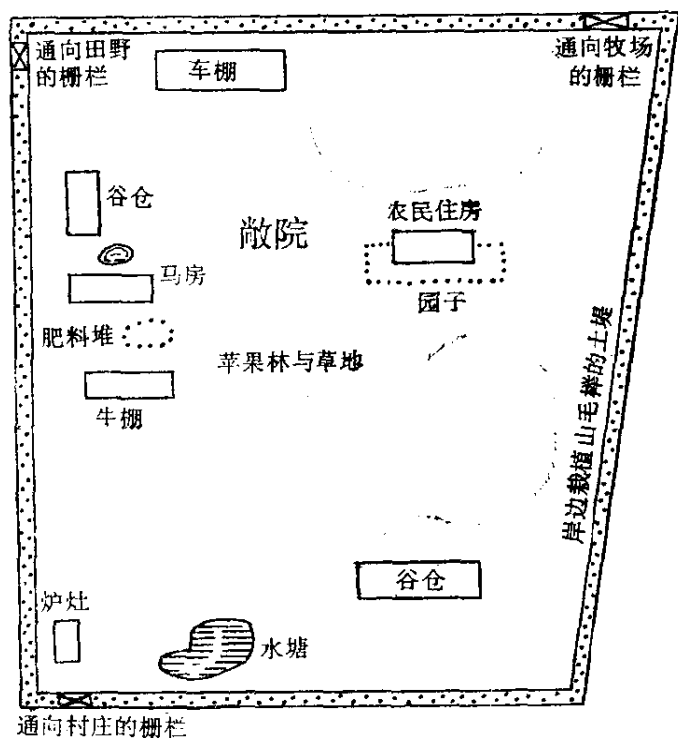 通向田野
的栅栏
车棚
通向牧场
的栅栏
谷仓
农民住房
敞院
马房
园子
肥料堆
苹果林与草地
牛棚
岸边栽植山毛榉的土堤
谷仓
炉灶
水塘
通向村庄的栅栏